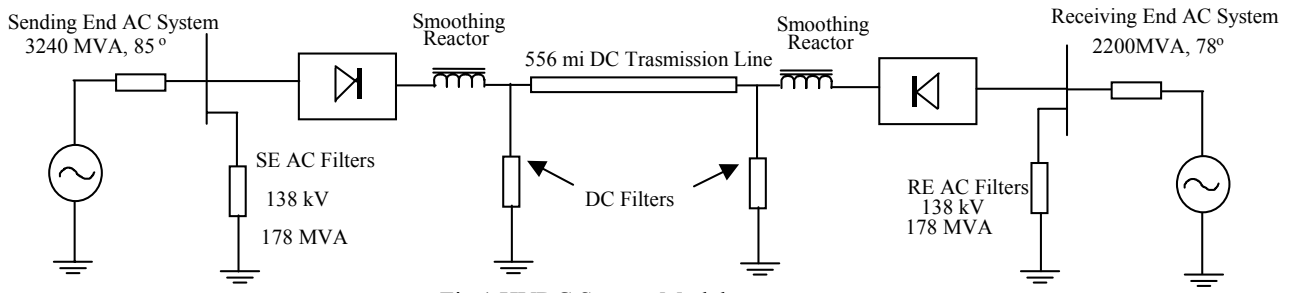 Sending End AC System
3240 MVA, 85°
Smoothing
Reactor
556 mi DC Trasmission Line
Smoothing
Reactor
Receiving End AC System
2200MVA, 78°
SE AC Filters
138 kV
178 MVA
DC Filters
RE AC Filters
138 kV
178 MVA